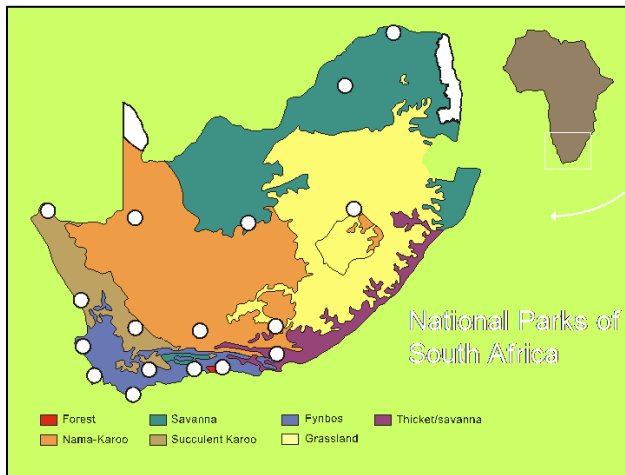 National Parks of
South Africa
Forest
Savanna
Fynbos
Thicket/savanna
Nama-Karoo
Succulent Karoo
Grassland